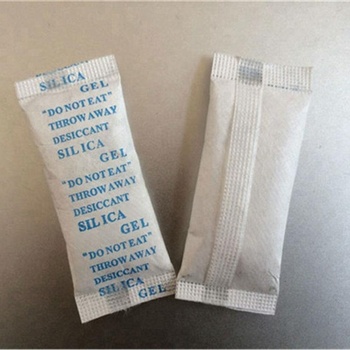 SILICA
GEL
"DO NOT EAT"
THROW AWAY
DESICCANT
SILICA
GEL
"DO NOT EAT"
THROW AWAY
DESICCANT
SILICA
GEL
"DO NOT EAT"
THROW AWAY
DESICCANT
SILICA
GEL